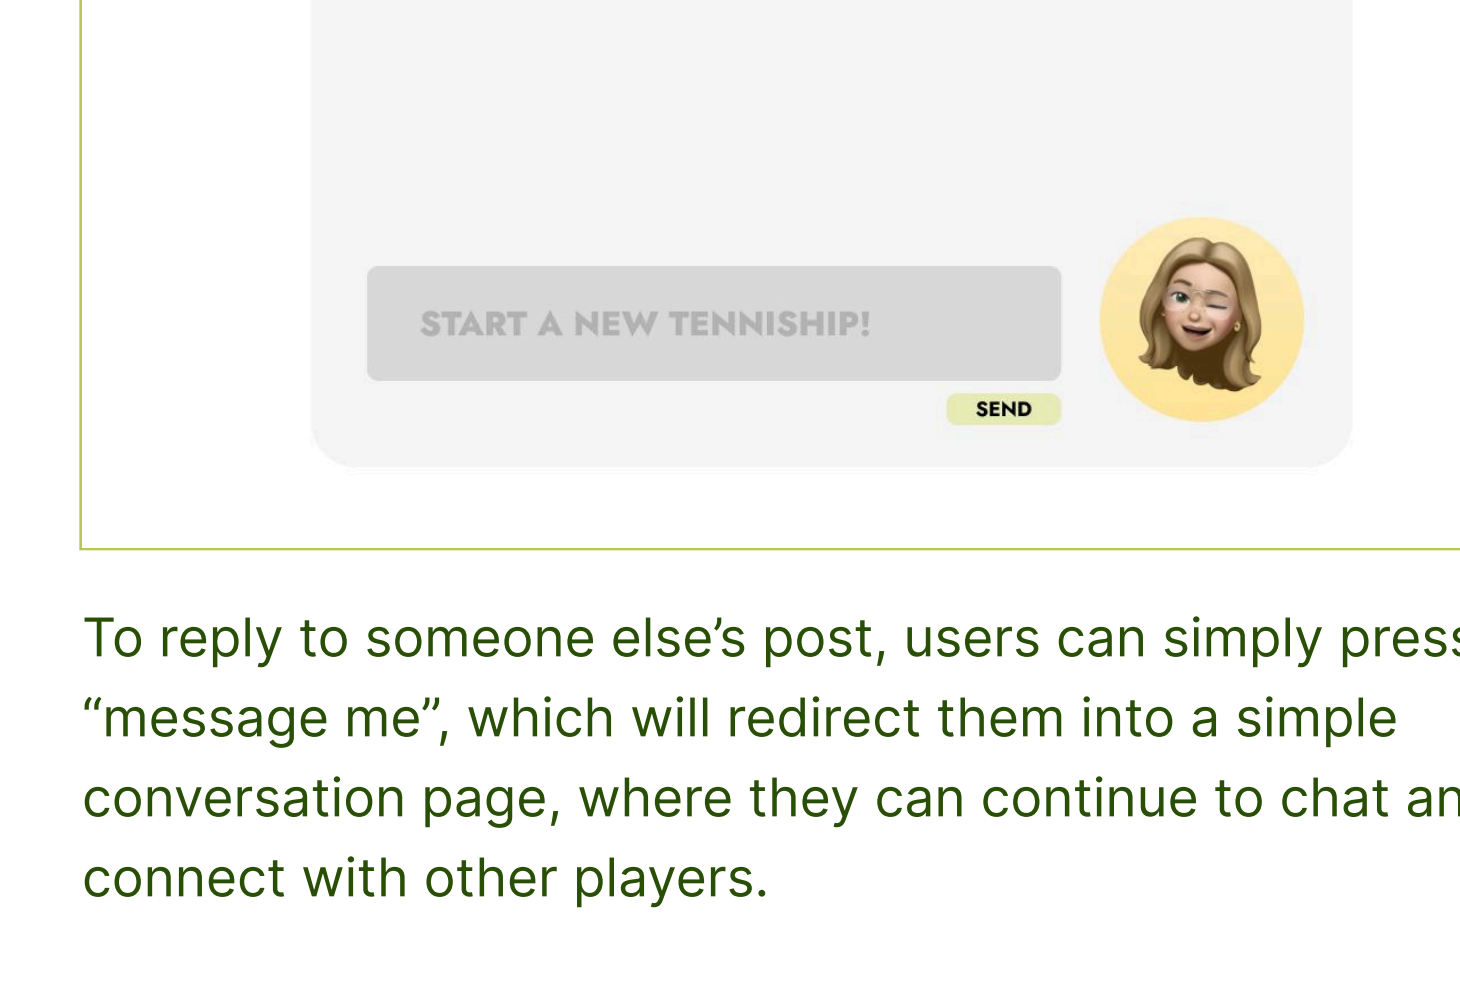 START A NEW TENNISHIP!
SEND
To reply to someone else’s post, users can simply press
“message me”, which will redirect them into a simple
conversation page, where they can continue to chat an
connect with other players.